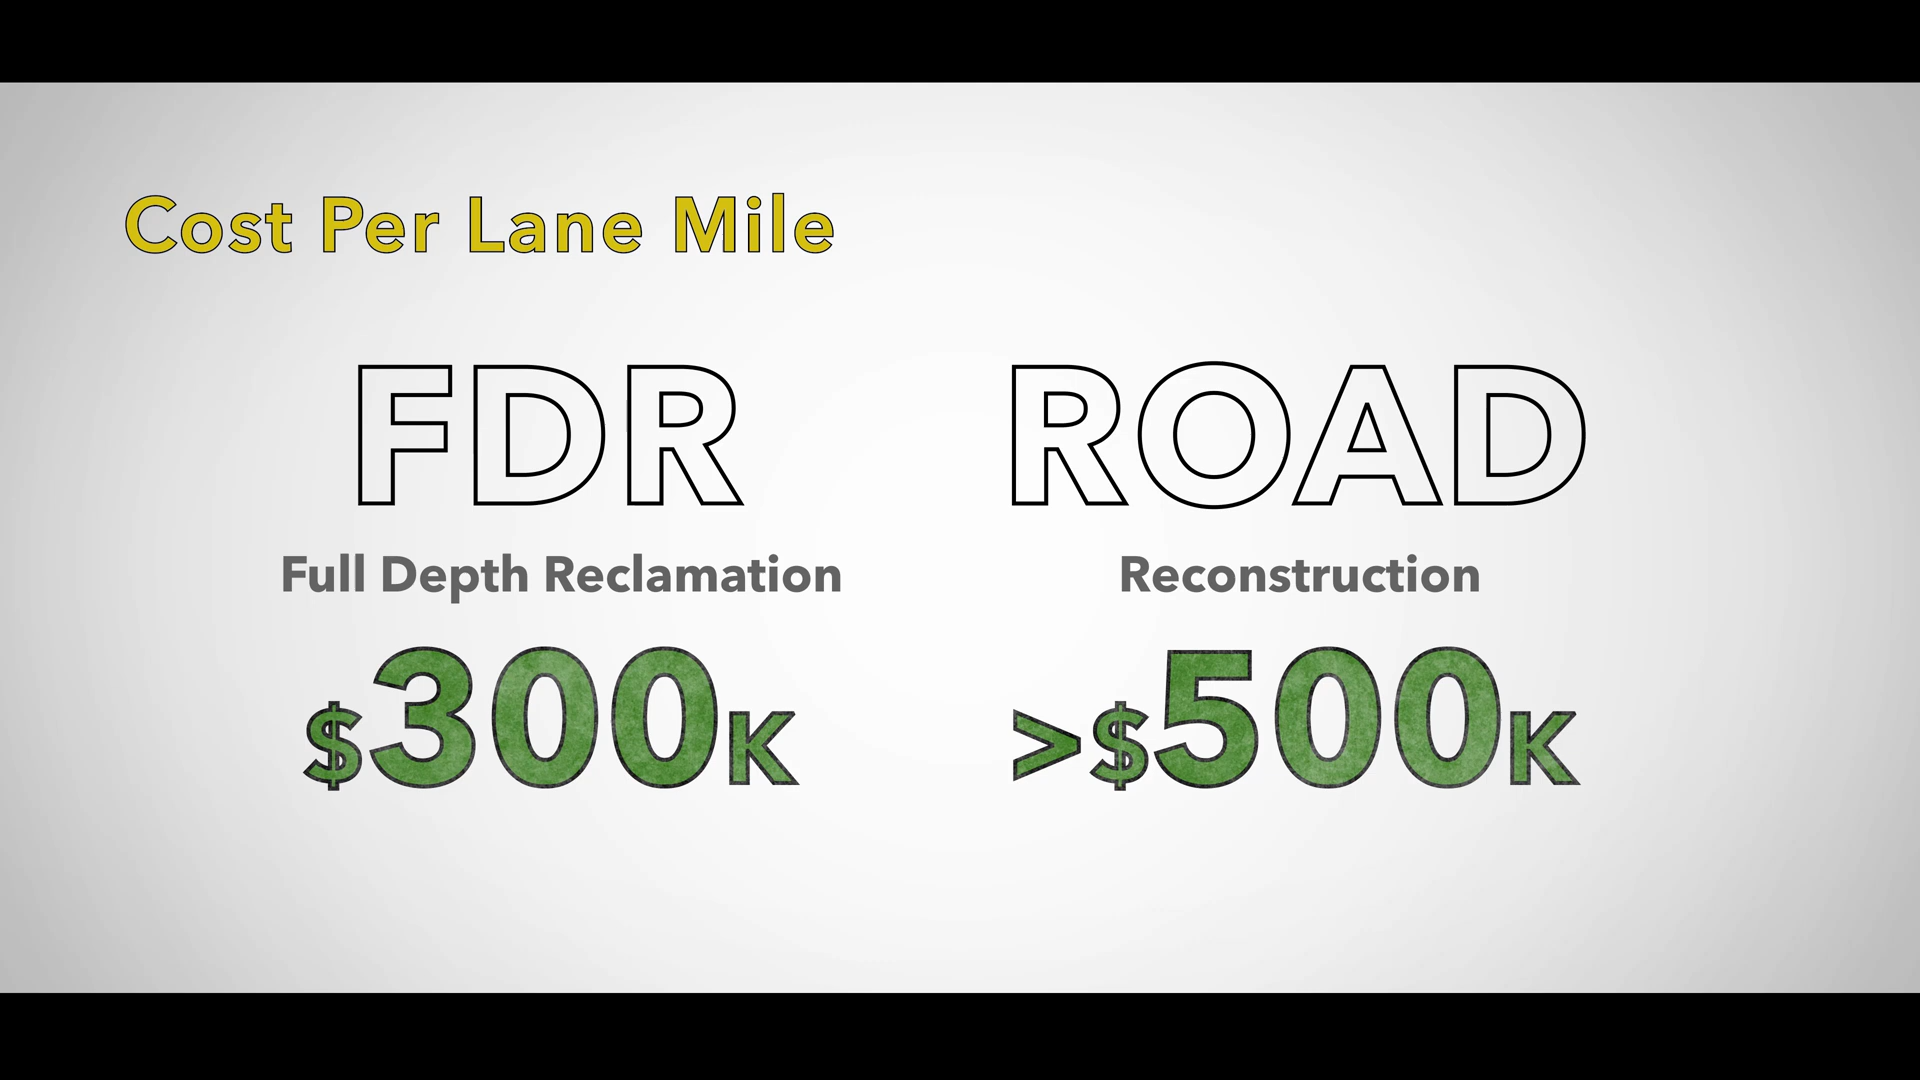 Cost Per Lane Mile
FDR
Full Depth Reclamation
$300K
ROAD
Reconstruction
>$500K